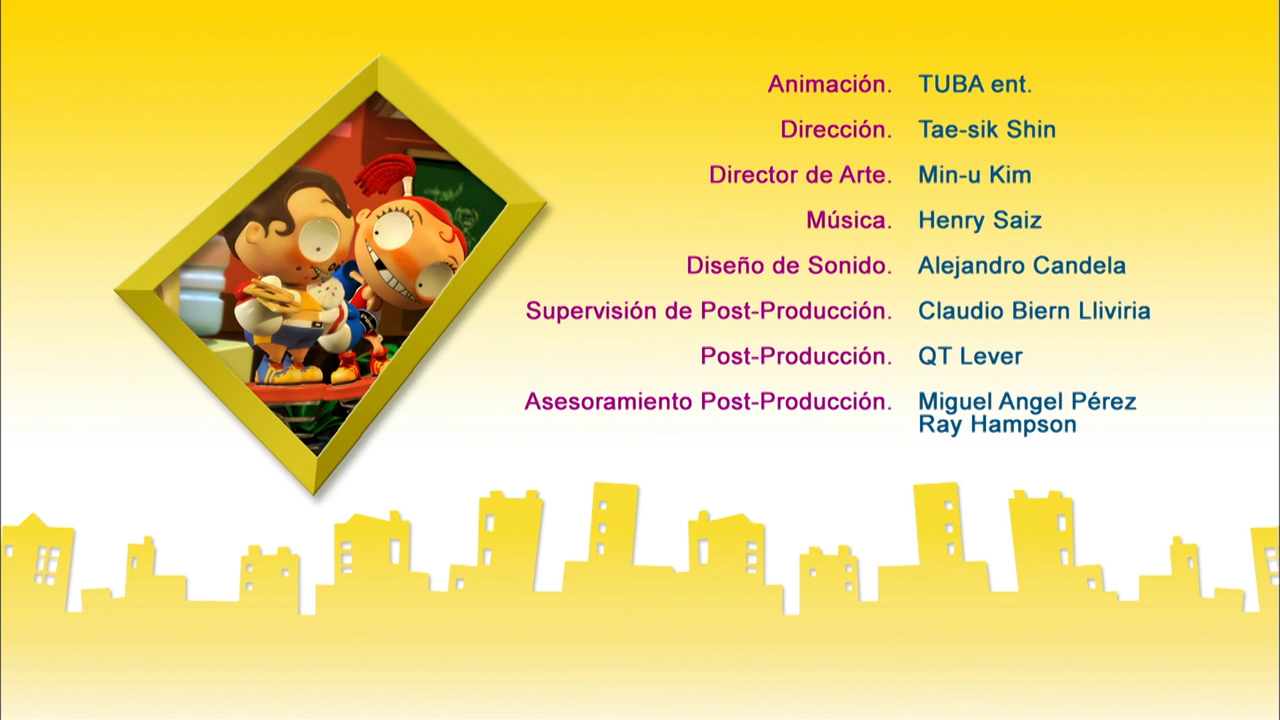 Animación. TUBA ent.
Dirección. Tae-sik Shin
Director de Arte. Min-u Kim
Música. Henry Saiz
Diseño de Sonido. Alejandro Candela
Supervisión de Post-Producción. Claudio Biern Lliviria
Post-Producción. QT Lever
Asesoramiento Post-Producción. Miguel Angel Pérez
Ray Hampson